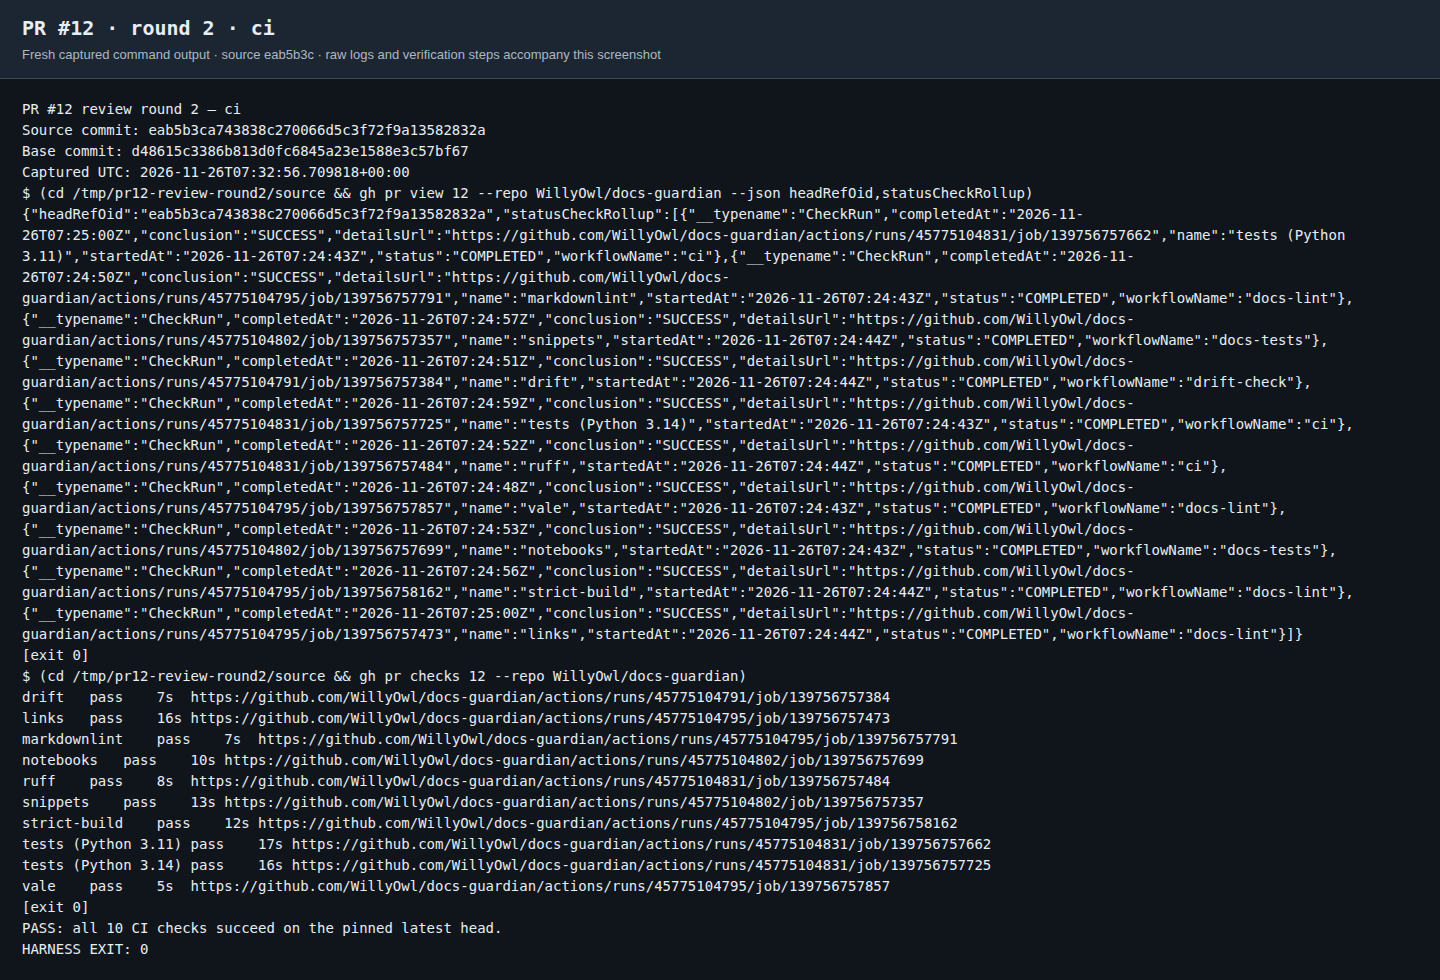 PR #12 · round 2 · ci
Fresh captured command output · source eab5b3c · raw logs and verification steps accompany this screenshot
PR #12 review round 2 — ci
Source commit: eab5b3ca743838c270066d5c3f72f9a13582832a
Base commit: d48615c3386b813d0fc6845a23e1588e3c57bf67
Captured UTC: 2026-11-26T07:32:56.709818+00:00
$ (cd /tmp/pr12-review-round2/source && gh pr view 12 --repo WillyOwl/docs-guardian --json headRefOid,statusCheckRollup)
{"headRefOid":"eab5b3ca743838c270066d5c3f72f9a13582832a","statusCheckRollup":[{"__typename":"CheckRun","completedAt":"2026-11-
26T07:25:00Z","conclusion":"SUCCESS","detailsUrl":"https://github.com/WillyOwl/docs-guardian/actions/runs/45775104831/job/139756757662","name":"tests (Python
3.11)","startedAt":"2026-11-26T07:24:43Z","status":"COMPLETED","workflowName":"ci"},{"__typename":"CheckRun","completedAt":"2026-11-
26T07:24:50Z","conclusion":"SUCCESS","detailsUrl":"https://github.com/WillyOwl/docs-
guardian/actions/runs/45775104795/job/139756757791","name":"markdownlint","startedAt":"2026-11-26T07:24:43Z","status":"COMPLETED","workflowName":"docs-lint"},
{"__typename":"CheckRun","completedAt":"2026-11-26T07:24:57Z","conclusion":"SUCCESS","detailsUrl":"https://github.com/WillyOwl/docs-
guardian/actions/runs/45775104802/job/139756757357","name":"snippets","startedAt":"2026-11-26T07:24:44Z","status":"COMPLETED","workflowName":"docs-tests"},
{"__typename":"CheckRun","completedAt":"2026-11-26T07:24:51Z","conclusion":"SUCCESS","detailsUrl":"https://github.com/WillyOwl/docs-
guardian/actions/runs/45775104791/job/139756757384","name":"drift","startedAt":"2026-11-26T07:24:44Z","status":"COMPLETED","workflowName":"drift-check"},
{"__typename":"CheckRun","completedAt":"2026-11-26T07:24:59Z","conclusion":"SUCCESS","detailsUrl":"https://github.com/WillyOwl/docs-
guardian/actions/runs/45775104831/job/139756757725","name":"tests (Python 3.14)","startedAt":"2026-11-26T07:24:43Z","status":"COMPLETED","workflowName":"ci"},
{"__typename":"CheckRun","completedAt":"2026-11-26T07:24:52Z","conclusion":"SUCCESS","detailsUrl":"https://github.com/WillyOwl/docs-
guardian/actions/runs/45775104831/job/139756757484","name":"ruff","startedAt":"2026-11-26T07:24:44Z","status":"COMPLETED","workflowName":"ci"},
{"__typename":"CheckRun","completedAt":"2026-11-26T07:24:48Z","conclusion":"SUCCESS","detailsUrl":"https://github.com/WillyOwl/docs-
guardian/actions/runs/45775104795/job/139756757857","name":"vale","startedAt":"2026-11-26T07:24:43Z","status":"COMPLETED","workflowName":"docs-lint"},
{"__typename":"CheckRun","completedAt":"2026-11-26T07:24:53Z","conclusion":"SUCCESS","detailsUrl":"https://github.com/WillyOwl/docs-
guardian/actions/runs/45775104802/job/139756757699","name":"notebooks","startedAt":"2026-11-26T07:24:43Z","status":"COMPLETED","workflowName":"docs-tests"},
{"__typename":"CheckRun","completedAt":"2026-11-26T07:24:56Z","conclusion":"SUCCESS","detailsUrl":"https://github.com/WillyOwl/docs-
guardian/actions/runs/45775104795/job/139756758162","name":"strict-build","startedAt":"2026-11-26T07:24:44Z","status":"COMPLETED","workflowName":"docs-lint"},
{"__typename":"CheckRun","completedAt":"2026-11-26T07:25:00Z","conclusion":"SUCCESS","detailsUrl":"https://github.com/WillyOwl/docs-
guardian/actions/runs/45775104795/job/139756757473","name":"links","startedAt":"2026-11-26T07:24:44Z","status":"COMPLETED","workflowName":"docs-lint"}]}
[exit 0]
$ (cd /tmp/pr12-review-round2/source && gh pr checks 12 --repo WillyOwl/docs-guardian)
drift pass 7s https://github.com/WillyOwl/docs-guardian/actions/runs/45775104791/job/139756757384
links pass 16s https://github.com/WillyOwl/docs-guardian/actions/runs/45775104795/job/139756757473
markdownlint pass 7s https://github.com/WillyOwl/docs-guardian/actions/runs/45775104795/job/139756757791
notebooks pass 10s https://github.com/WillyOwl/docs-guardian/actions/runs/45775104802/job/139756757699
ruff pass 8s https://github.com/WillyOwl/docs-guardian/actions/runs/45775104831/job/139756757484
snippets pass 13s https://github.com/WillyOwl/docs-guardian/actions/runs/45775104802/job/139756757357
strict-build pass 12s https://github.com/WillyOwl/docs-guardian/actions/runs/45775104795/job/139756758162
tests (Python 3.11) pass 17s https://github.com/WillyOwl/docs-guardian/actions/runs/45775104831/job/139756757662
tests (Python 3.14) pass 16s https://github.com/WillyOwl/docs-guardian/actions/runs/45775104831/job/139756757725
vale pass 5s https://github.com/WillyOwl/docs-guardian/actions/runs/45775104795/job/139756757857
[exit 0]
PASS: all 10 CI checks succeed on the pinned latest head.
HARNESS EXIT: 0